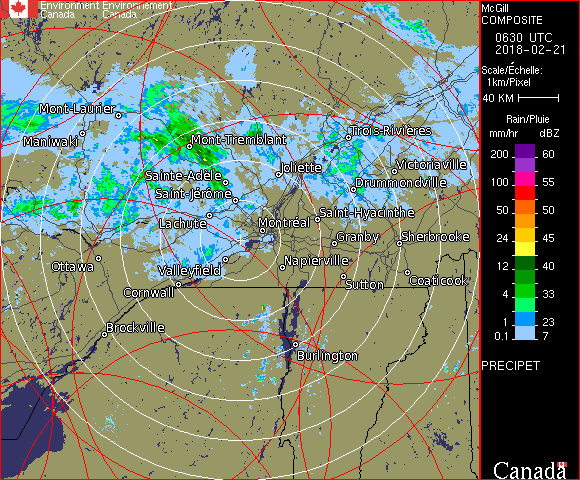 Environment Environnement
Canada Canada
McGill
COMPOSITE
0630 UTC
2018-02-21
Scale/Échelle:
1km/Pixel
40 KM
Rain/Pluie
mm/hr dBZ
200 60
100 55
50 50
24 45
12 40
4 33
1 23
0.1 7
PRECIPET
Canada
Mont-Laurier
Maniwaki
Mont-Tremblant
Trois-Rivières
Sainte-Adèle
Joliette
Victoriaville
Saint-Jérôme
Drummondville
Lachute
Montréal
Saint-Hyacinthe
Granby
Sherbrooke
Ottawa
Valleyfield
Napierville
Cornwall
Sutton
Coaticook
Brockville
Burlington